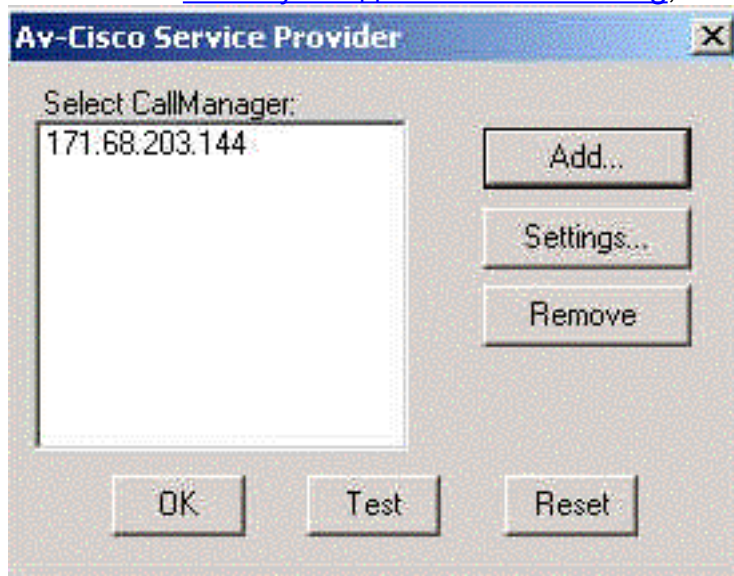 Av-Cisco Service Provider
Select CallManager:
171.68.203.144
Add...
Settings...
Remove
OK
Test
Reset